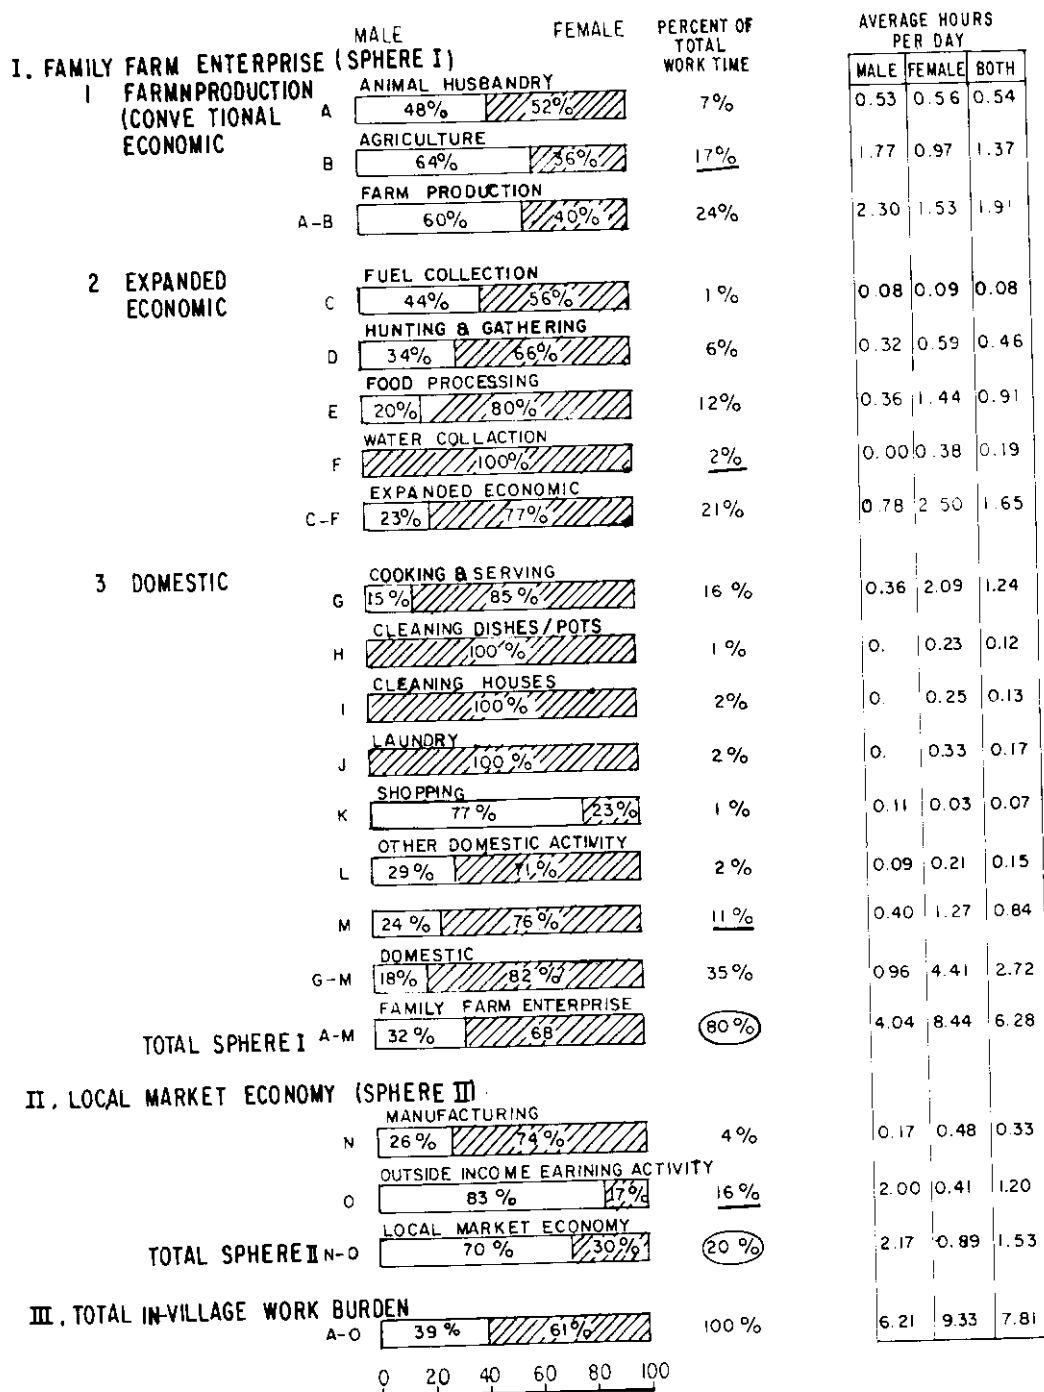 MALE FEMALE PERCENT OF TOTAL WORK TIME AVERAGE HOURS PER DAY
I. FAMILY FARM ENTERPRISE (SPHERE I) MALE FEMALE BOTH
1 FARMNPRODUCTION (CONVE TIONAL ECONOMIC
ANIMAL HUSBANDRY
A 48% 52% 7% 0.53 0.56 0.54
AGRICULTURE
B 64% 36% 17% 1.77 0.97 1.37
FARM PRODUCTION
A-B 60% 40% 24% 2.30 1.53 1.91
2 EXPANDED ECONOMIC
FUEL COLLECTION
C 44% 56% 1% 0.08 0.09 0.08
HUNTING & GATHERING
D 34% 66% 6% 0.32 0.59 0.46
FOOD PROCESSING
E 20% 80% 12% 0.36 1.44 0.91
WATER COLLACTION
F 100% 2% 0.00 0.38 0.19
EXPANDED ECONOMIC
C-F 23% 77% 21% 0.78 2 50 1.65
3 DOMESTIC
COOKING & SERVING
G 15% 85% 16% 0.36 2.09 1.24
CLEANING DISHES/POTS
H 100% 1% 0. 0.23 0.12
CLEANING HOUSES
I 100% 2% 0. 0.25 0.13
LAUNDRY
J 100% 2% 0. 0.33 0.17
SHOPPING
K 77% 23% 1% 0.11 0.03 0.07
OTHER DOMESTIC ACTIVITY
L 29% 71% 2% 0.09 0.21 0.15
M 24% 76% 11% 0.40 1.27 0.84
DOMESTIC
G-M 18% 82% 35% 096 4.41 2.72
FAMILY FARM ENTERPRISE
TOTAL SPHERE I A-M 32% 68 80% 4.04 8.44 6.28
II. LOCAL MARKET ECONOMY (SPHERE II)
MANUFACTURING
N 26% 74% 4% 0.17 0.48 0.33
OUTSIDE INCOME EARINING ACTIVITY
O 83% 17% 16% 2.00 0.41 1.20
LOCAL MARKET ECONOMY
TOTAL SPHERE II N-O 70% 30% 20% 2.17 0.89 1.53
III. TOTAL IN-VILLAGE WORK BURDEN
A-O 39% 61% 100% 6.21 9.33 7.81
0 20 40 60 80 100